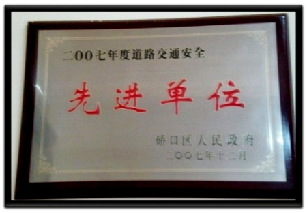 二〇〇七年度道路交通安全
先进单位
硚口区人民政府
二〇〇七年十二月